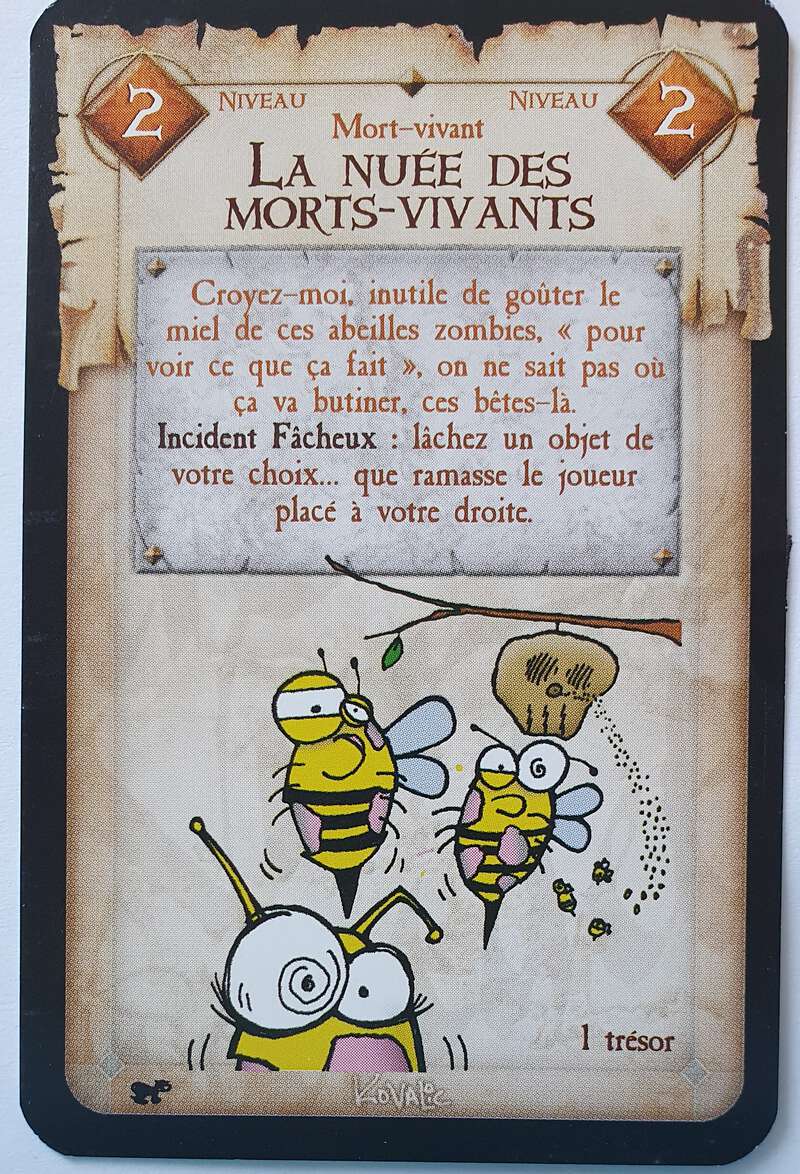 2 Niveau Niveau 2
Mort-vivant
La nuée des
morts-vivants
Croyez-moi, inutile de goûter le
miel de ces abeilles zombies, « pour
voir ce que ça fait », on ne sait pas où
ça va butiner, ces bêtes-là.
Incident Fâcheux : lâchez un objet de
votre choix... que ramasse le joueur
placé à votre droite.
1 trésor
Kovalic